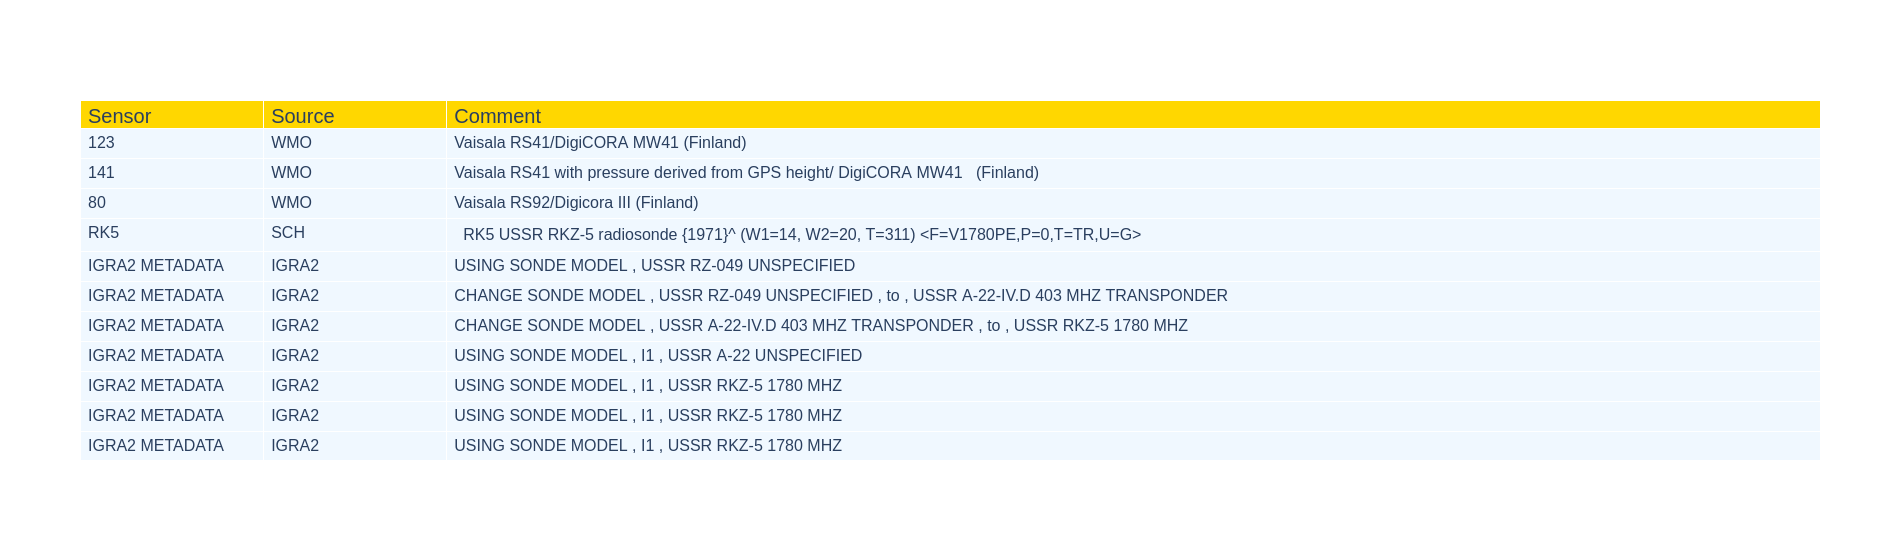 Sensor Source Comment
123 WMO Vaisala RS41/DigiCORA MW41 (Finland)
141 WMO Vaisala RS41 with pressure derived from GPS height/ DigiCORA MW41   (Finland)
80 WMO Vaisala RS92/Digicora III (Finland)
RK5 SCH RK5 USSR RKZ-5 radiosonde {1971}^ (W1=14, W2=20, T=311) <F=V1780PE,P=0,T=TR,U=G>
IGRA2 METADATA IGRA2 USING SONDE MODEL , USSR RZ-049 UNSPECIFIED
IGRA2 METADATA IGRA2 CHANGE SONDE MODEL , USSR RZ-049 UNSPECIFIED , to , USSR A-22-IV.D 403 MHZ TRANSPONDER
IGRA2 METADATA IGRA2 CHANGE SONDE MODEL , USSR A-22-IV.D 403 MHZ TRANSPONDER , to , USSR RKZ-5 1780 MHZ
IGRA2 METADATA IGRA2 USING SONDE MODEL , I1 , USSR A-22 UNSPECIFIED
IGRA2 METADATA IGRA2 USING SONDE MODEL , I1 , USSR RKZ-5 1780 MHZ
IGRA2 METADATA IGRA2 USING SONDE MODEL , I1 , USSR RKZ-5 1780 MHZ
IGRA2 METADATA IGRA2 USING SONDE MODEL , I1 , USSR RKZ-5 1780 MHZ